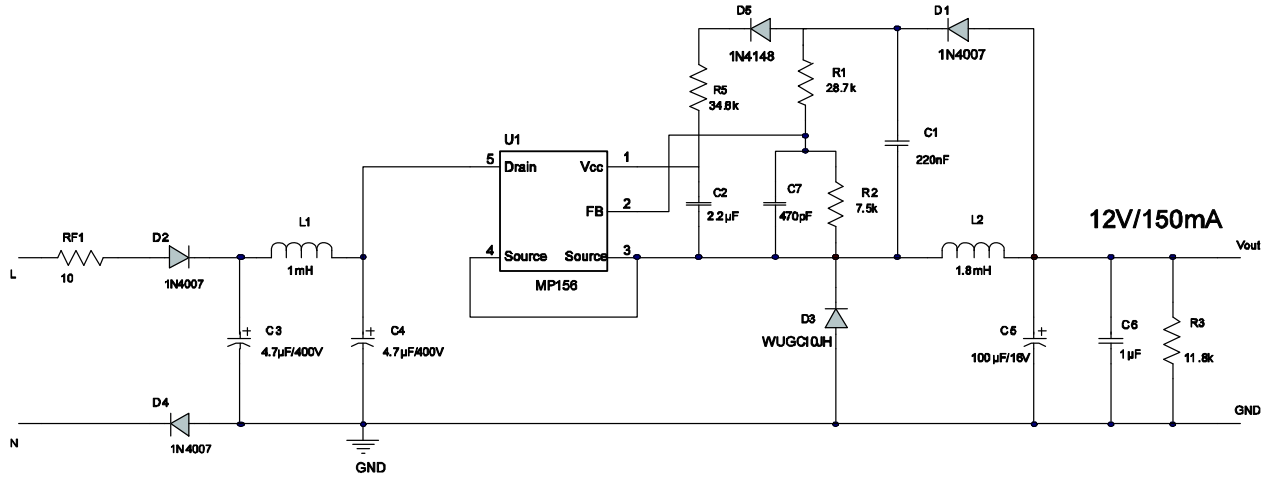 D5
1N4148
D1
1N4007
R5
34.8k
R1
28.7k
C1
220nF
U1
5
Drain
Vcc
1
FB
2
4
Source
Source
3
MP156
C2
2.2µF
C7
470pF
R2
7.5k
L2
1.8mH
12V/150mA
Vout
L
RF1
10
D2
1N4007
L1
1mH
C3
4.7µF/400V
C4
4.7µF/400V
D3
WUGC10JH
C5
100µF/16V
C6
1µF
R3
11.8k
N
D4
1N4007
GND
GND